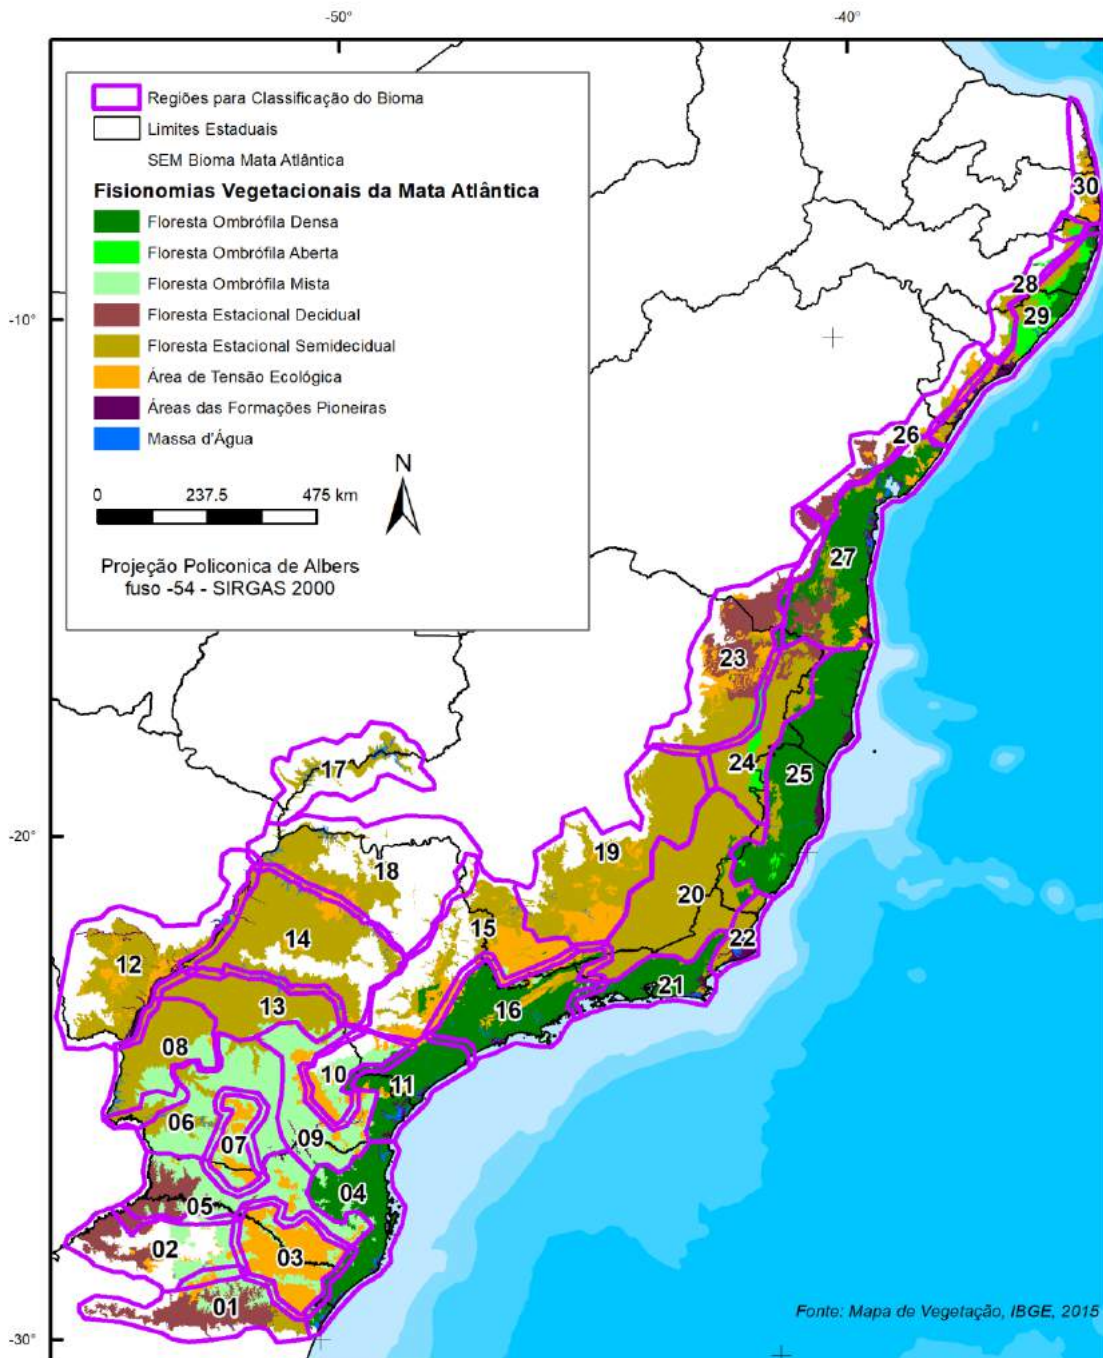 -50°
-40°
Regiões para Classificação do Bioma
Limites Estaduais
SEM Bioma Mata Atlântica
Fisionomias Vegetacionais da Mata Atlântica
Floresta Ombrófila Densa
Floresta Ombrófila Aberta
Floresta Ombrófila Mista
Floresta Estacional Decidual
Floresta Estacional Semidecidual
Área de Tensão Ecológica
Áreas das Formações Pioneiras
Massa d'Água
N
0 237.5 475 km
Projeção Policonica de Albers
fuso -54 - SIRGAS 2000
30
28
-10°
29
26
27
23
24
25
17
-20°
19
18
20
15
14
22
12
21
13
16
08
10
11
06
07
09
04
05
02
03
01
Fonte: Mapa de Vegetação, IBGE, 2015
-30°